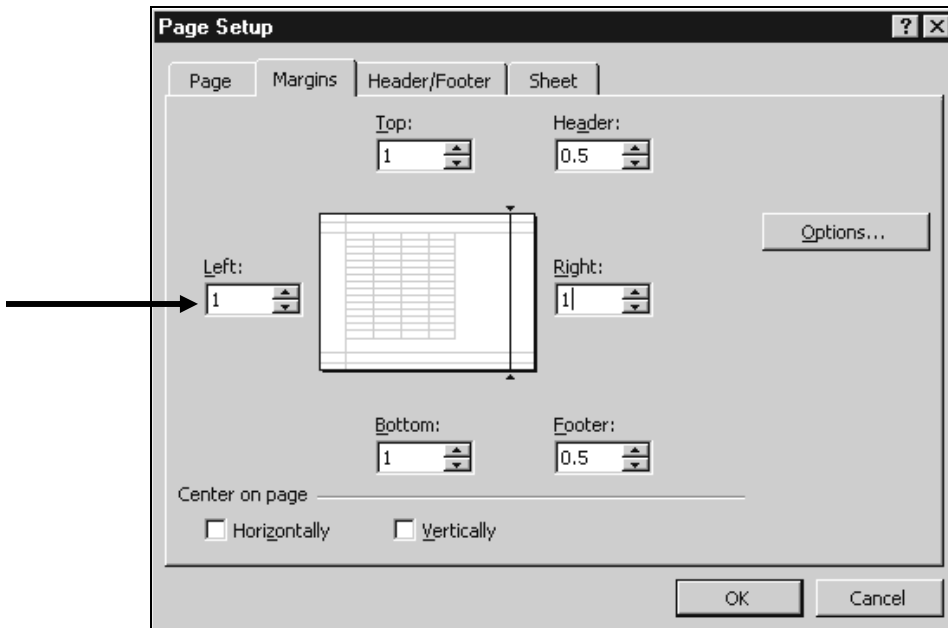 Page Setup
Page Margins Header/Footer Sheet
Top: Header:
1 0.5
Options...
Left: Right:
1 1
Bottom: Footer:
1 0.5
Center on page
Horizontally Vertically
OK Cancel